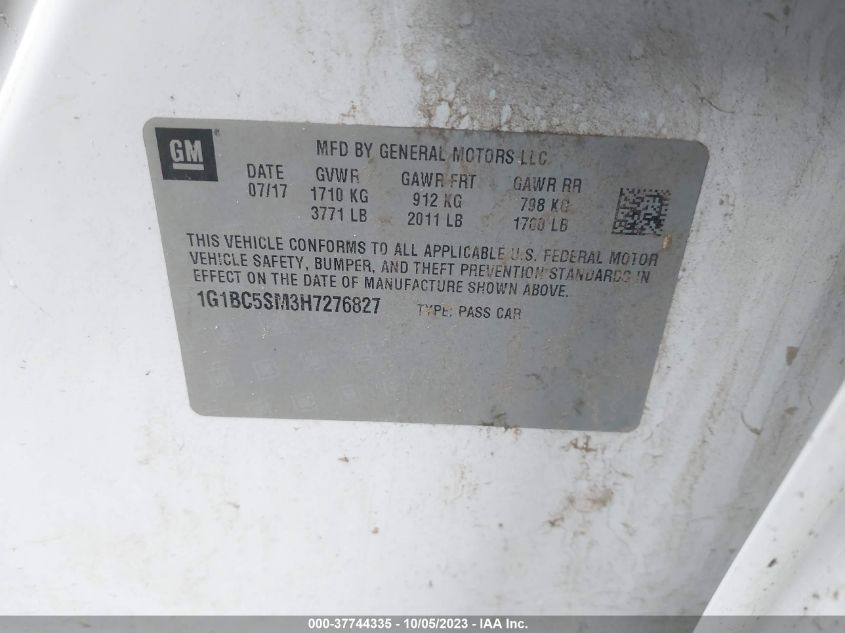 GM
MFD BY GENERAL MOTORS LLC
DATE GVWR GAWR FRT GAWR RR
07/17 1710 KG 912 KG 798 KG
3771 LB 2011 LB 1760 LB
THIS VEHICLE CONFORMS TO ALL APPLICABLE U.S. FEDERAL MOTOR
VEHICLE SAFETY, BUMPER, AND THEFT PREVENTION STANDARDS IN
EFFECT ON THE DATE OF MANUFACTURE SHOWN ABOVE.
1G1BC5SM3H7276827 TYPE: PASS CAR
000-37744335 - 10/05/2023 - IAA Inc.